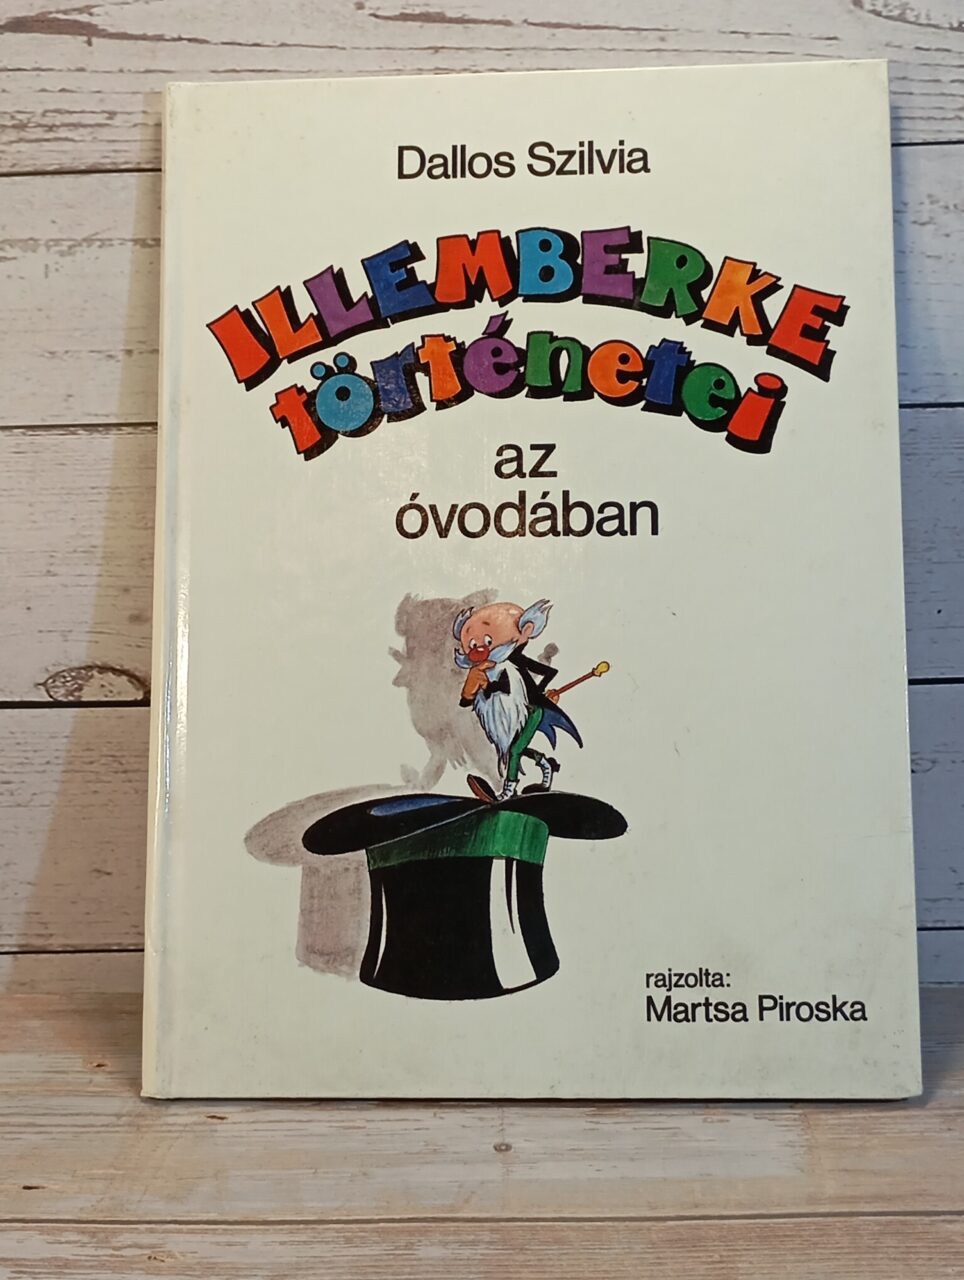 Dallos Szilvia
ILLEMBERKE
történetei
az
óvodában
rajzolta:
Martsa Piroska